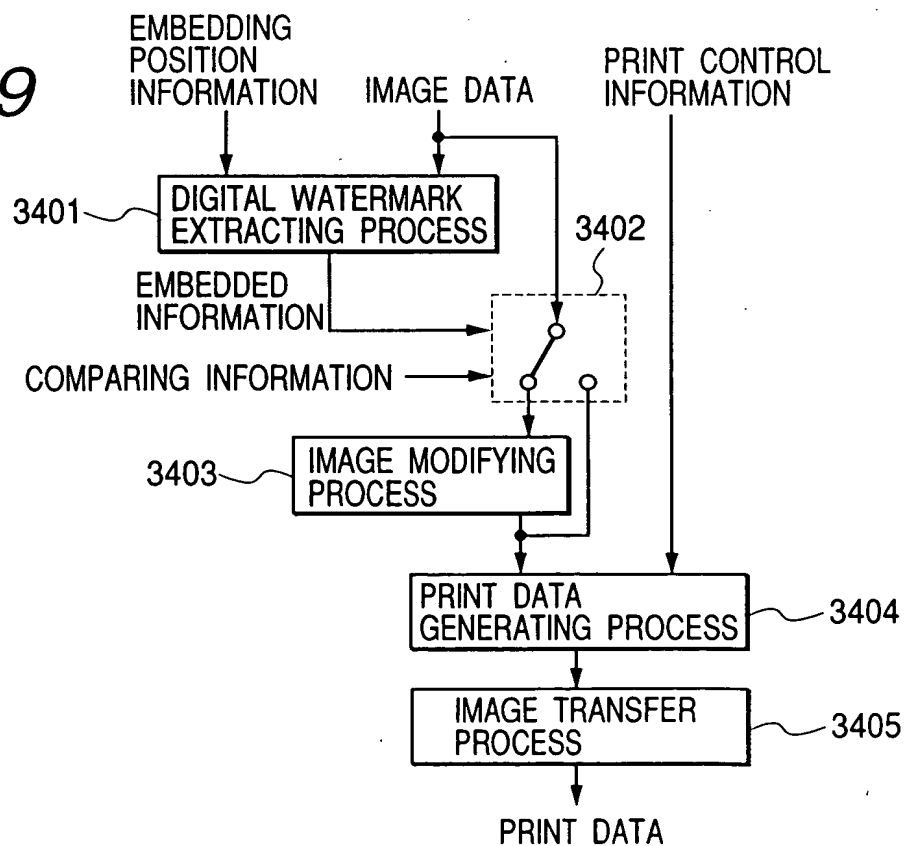 9
EMBEDDING
POSITION
INFORMATION
IMAGE DATA
PRINT CONTROL
INFORMATION
3401
DIGITAL WATERMARK
EXTRACTING PROCESS
3402
EMBEDDED
INFORMATION
COMPARING INFORMATION
3403
IMAGE MODIFYING
PROCESS
PRINT DATA
GENERATING PROCESS
3404
IMAGE TRANSFER
PROCESS
3405
PRINT DATA